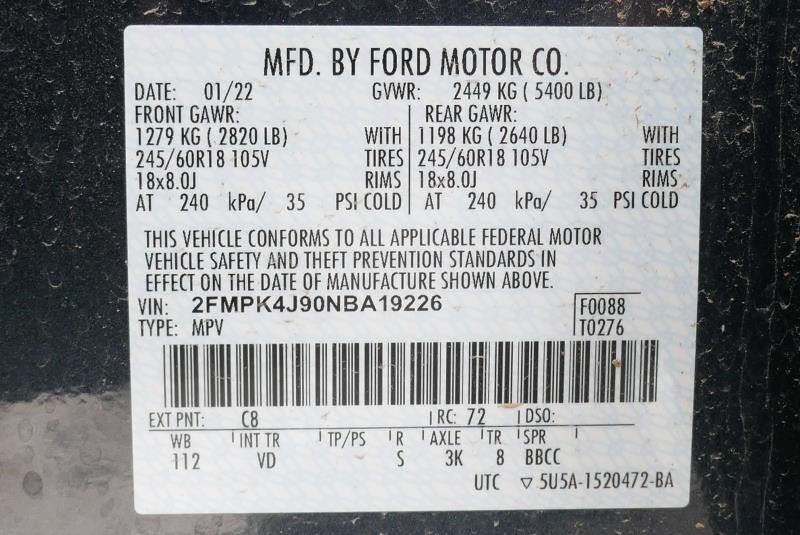 MFD. BY FORD MOTOR CO.
DATE: 01/22 GVWR: 2449 KG ( 5400 LB)
FRONT GAWR: REAR GAWR:
1279 KG ( 2820 LB) WITH 1198 KG ( 2640 LB) WITH
245/60R18 105V TIRES 245/60R18 105V TIRES
18x8.0J RIMS 18x8.0J RIMS
AT 240 kPa/ 35 PSI COLD AT 240 kPa/ 35 PSI COLD
THIS VEHICLE CONFORMS TO ALL APPLICABLE FEDERAL MOTOR
VEHICLE SAFETY AND THEFT PREVENTION STANDARDS IN
EFFECT ON THE DATE OF MANUFACTURE SHOWN ABOVE.
VIN: 2FMPK4J90NBA19226 F0088
TYPE: MPV T0276
EXT PNT: C8 RC: 72 DSO:
WB INT TR TP/PS R AXLE TR SPR
112 VD S 3K 8 BBCC
UTC ▽ 5U5A-1520472-BA